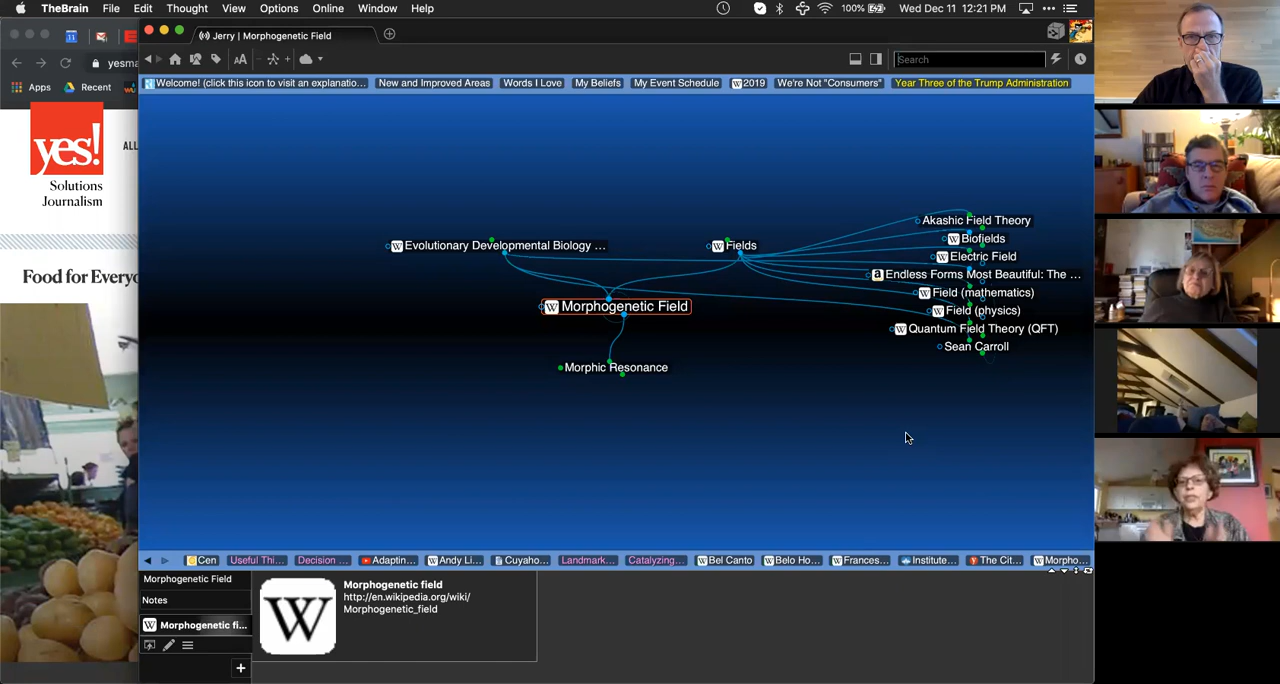 TheBrain File Edit Thought View Options Online Window Help 100% Wed Dec 11 12:21 PM
Jerry | Morphogenetic Field
yesma
AA
Search
Apps Recent
Welcome! (click this icon to visit an explanatio... New and Improved Areas Words I Love My Beliefs My Event Schedule W 2019 We're Not "Consumers" Year Three of the Trump Administration
yes!
ALL
Solutions
Journalism
Food for Everyo
W Evolutionary Developmental Biology ...
W Fields
Akashic Field Theory
W Biofields
W Electric Field
a Endless Forms Most Beautiful: The ...
W Field (mathematics)
W Field (physics)
W Quantum Field Theory (QFT)
Sean Carroll
W Morphogenetic Field
Morphic Resonance
Cen Useful Thi... Decision ... Adaptin... W Andy Li... W Cuyaho... Landmark... Catalyzing... W Bel Canto W Belo Ho... W Frances... Institute... The Cit... W Morpho...
Morphogenetic Field
Notes
W Morphogenetic fi...
W
Morphogenetic field
http://en.wikipedia.org/wiki/
Morphogenetic_field